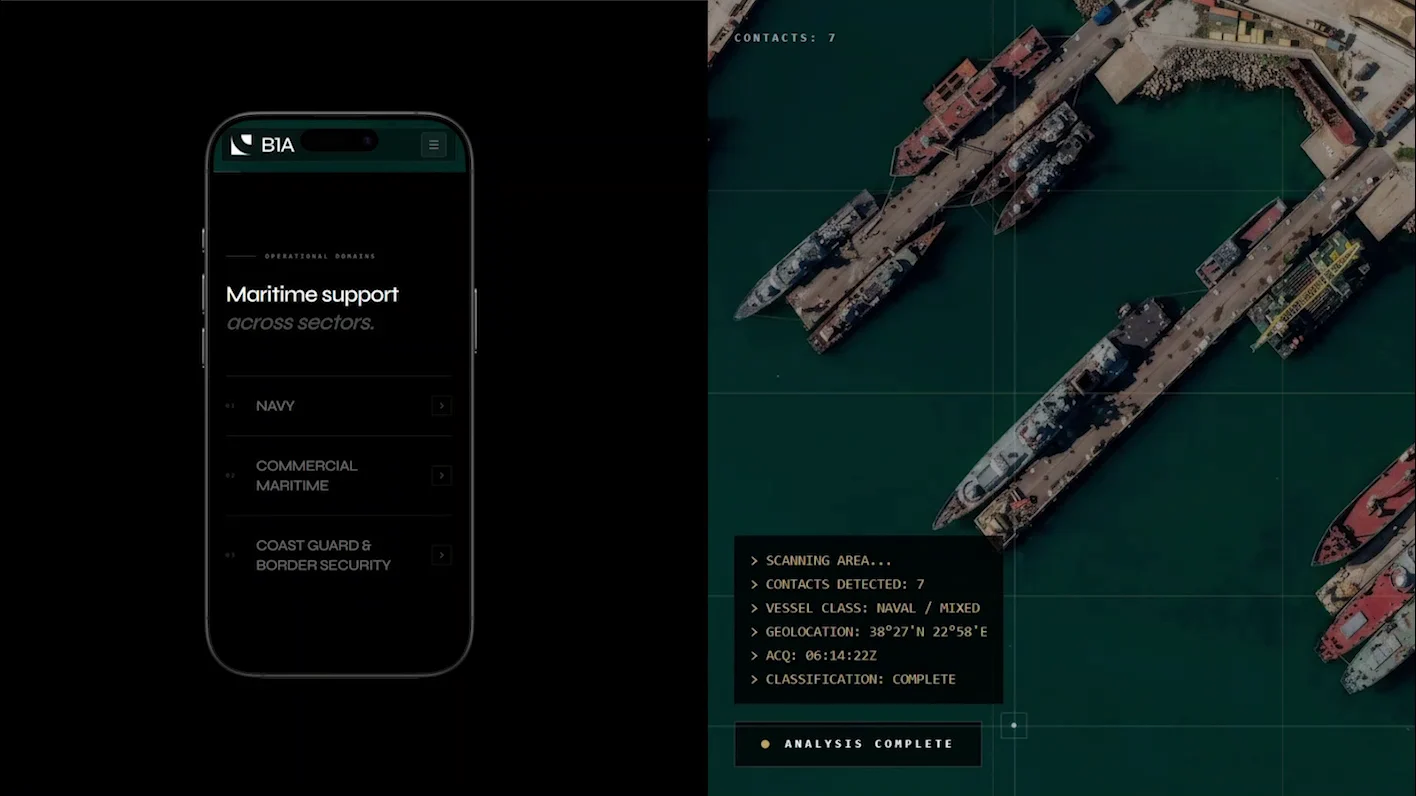 B1A
OPERATIONAL DOMAINS
Maritime support
across sectors.
NAVY
COMMERCIAL
MARITIME
COAST GUARD &
BORDER SECURITY
CONTACTS: 7
> SCANNING AREA...
> CONTACTS DETECTED: 7
> VESSEL CLASS: NAVAL / MIXED
> GEOLOCATION: 38°27'N 22°58'E
> ACQ: 06:14:22Z
> CLASSIFICATION: COMPLETE
ANALYSIS COMPLETE